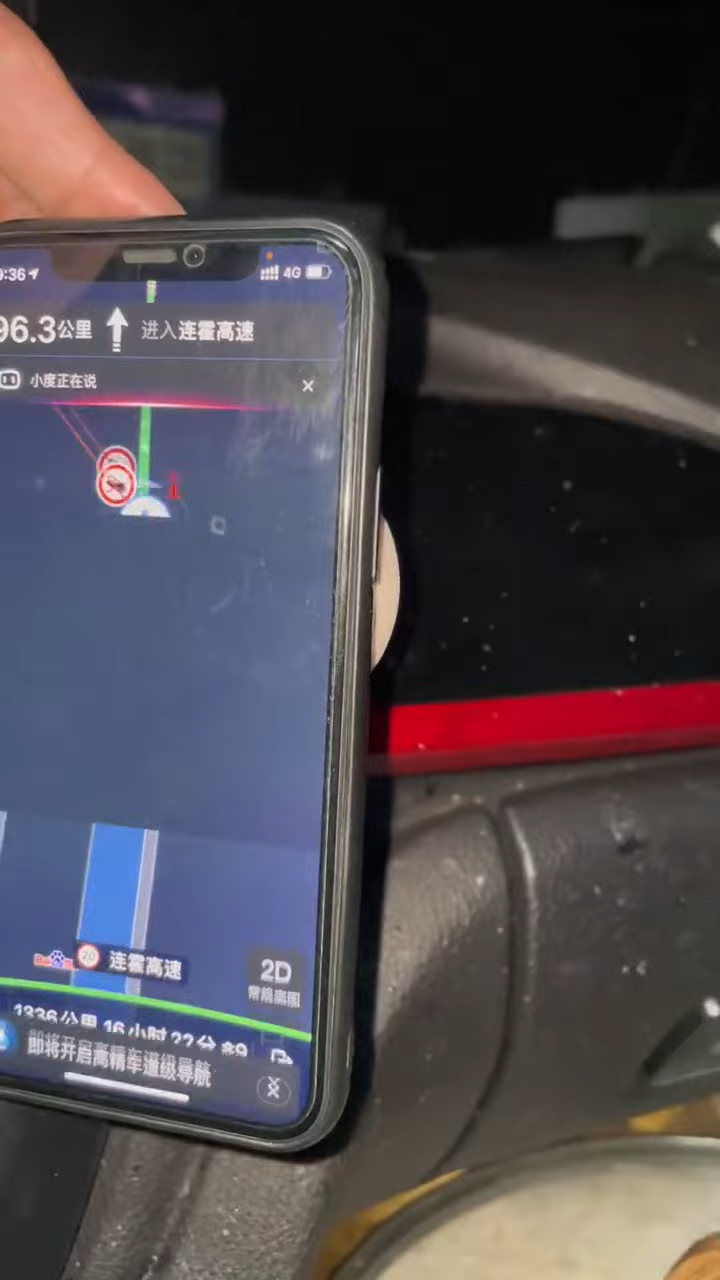 9:36
4G
96.3公里 进入连霍高速
小度正在说
连霍高速
2D
1336公里 16小时22分
即将开启高精车道级导航